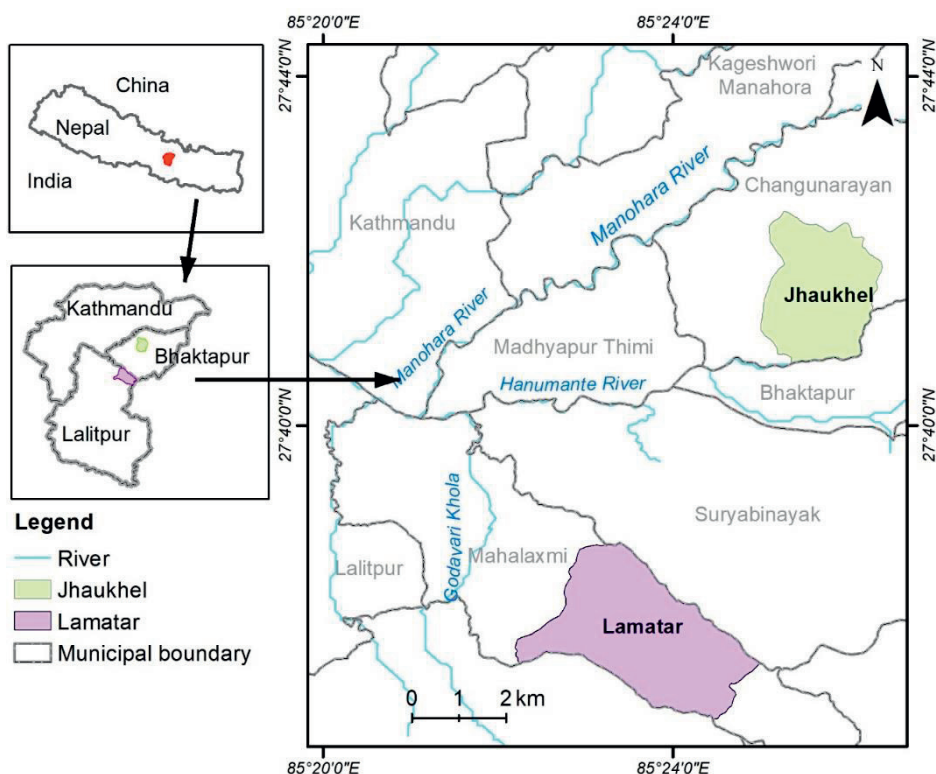 China
Nepal
India
Kathmandu
Bhaktapur
Lalitpur
Legend
River
Jhaukhel
Lamatar
Municipal boundary
85°20'0"E
85°24'0"E
27°44'0"N
27°44'0"N
N
Kageshwori
Manahora
Manohara River
Changunarayan
Kathmandu
Jhaukhel
Manohara River
Madhyapur Thimi
Hanumante River
Bhaktapur
27°40'0"N
27°40'0"N
Godavari Khola
Suryabinayak
Mahalaxmi
Lalitpur
Lamatar
0 1 2 km
85°20'0"E
85°24'0"E